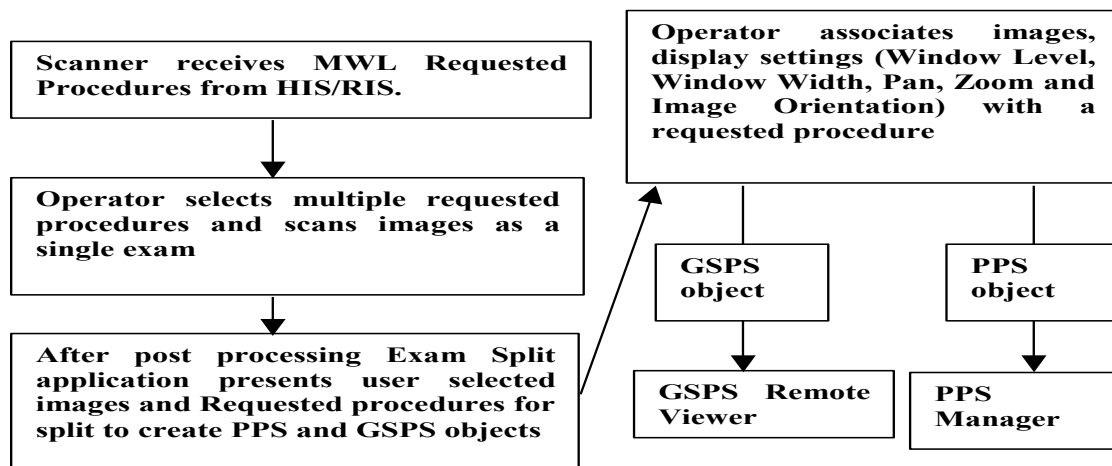 Scanner receives MWL Requested
Procedures from HIS/RIS.
Operator selects multiple requested
procedures and scans images as a
single exam
After post processing Exam Split
application presents user selected
images and Requested procedures for
split to create PPS and GSPS objects
Operator associates images,
display settings (Window Level,
Window Width, Pan, Zoom and
Image Orientation) with a
requested procedure
GSPS
object
PPS
object
GSPS Remote
Viewer
PPS
Manager